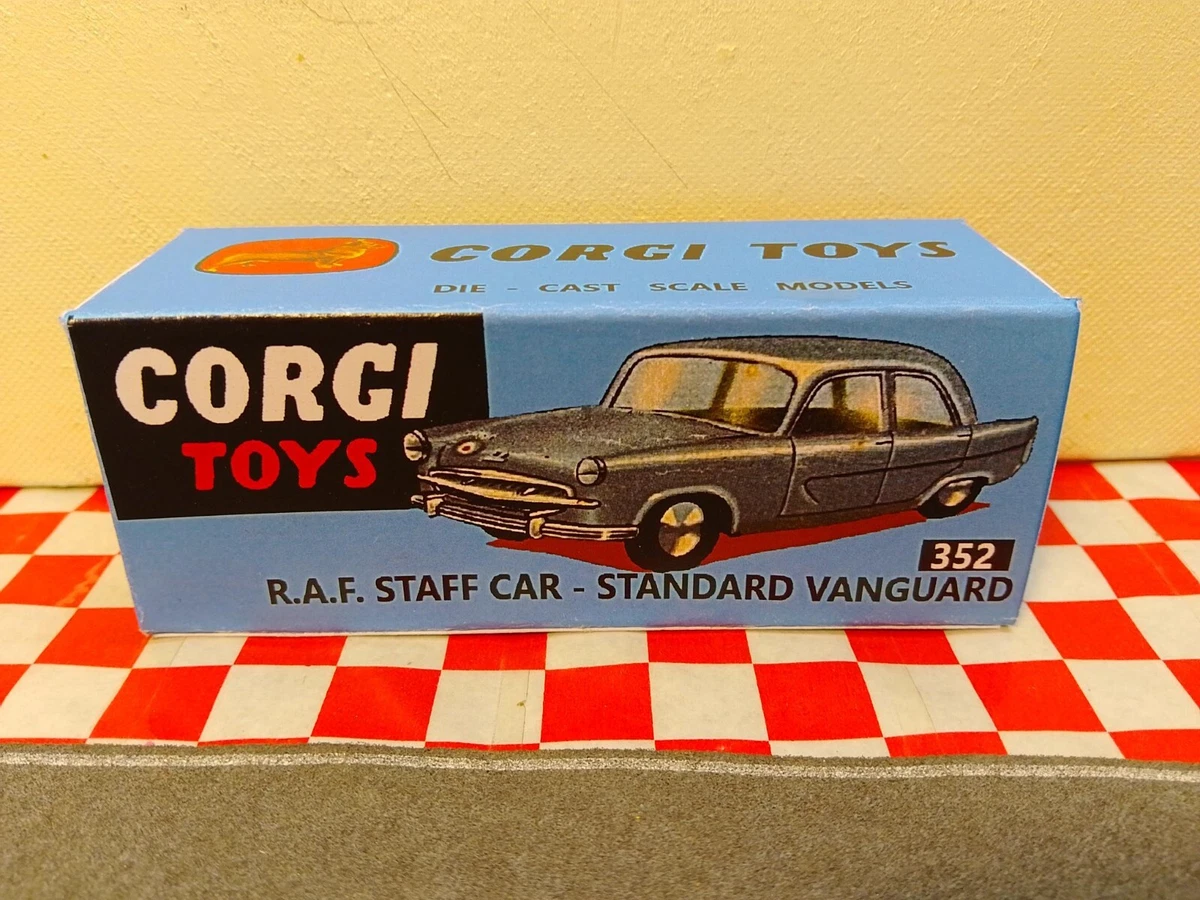 CORGI TOYS
DIE - CAST SCALE MODELS
CORGI
TOYS
352
R.A.F. STAFF CAR - STANDARD VANGUARD